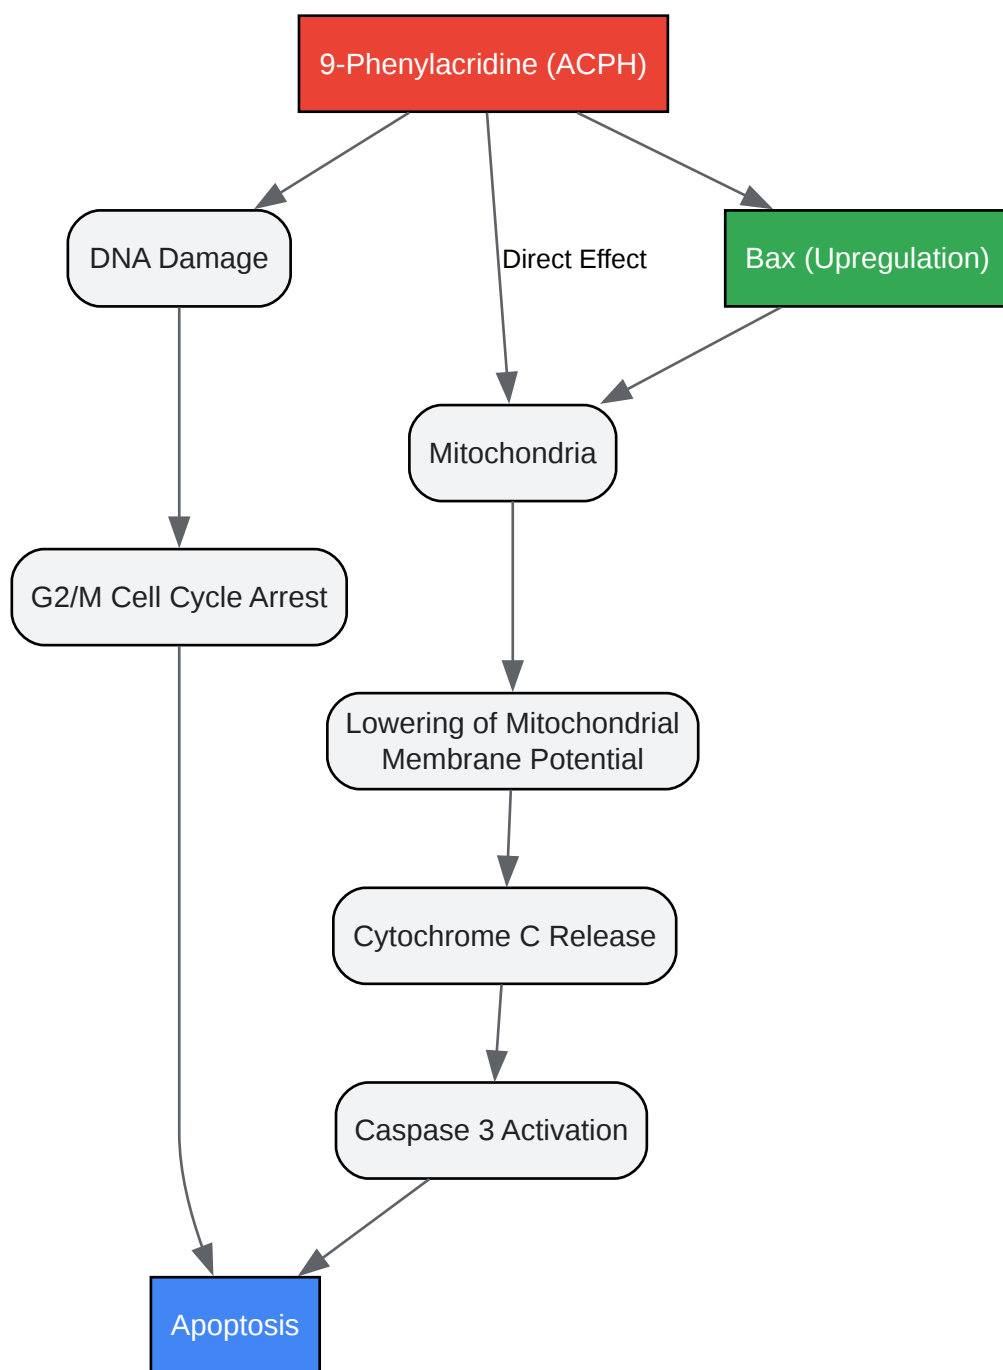 9-Phenylacridine (ACPH)
DNA Damage
Direct Effect
Bax (Upregulation)
Mitochondria
G2/M Cell Cycle Arrest
Lowering of Mitochondrial
Membrane Potential
Cytochrome C Release
Caspase 3 Activation
Apoptosis